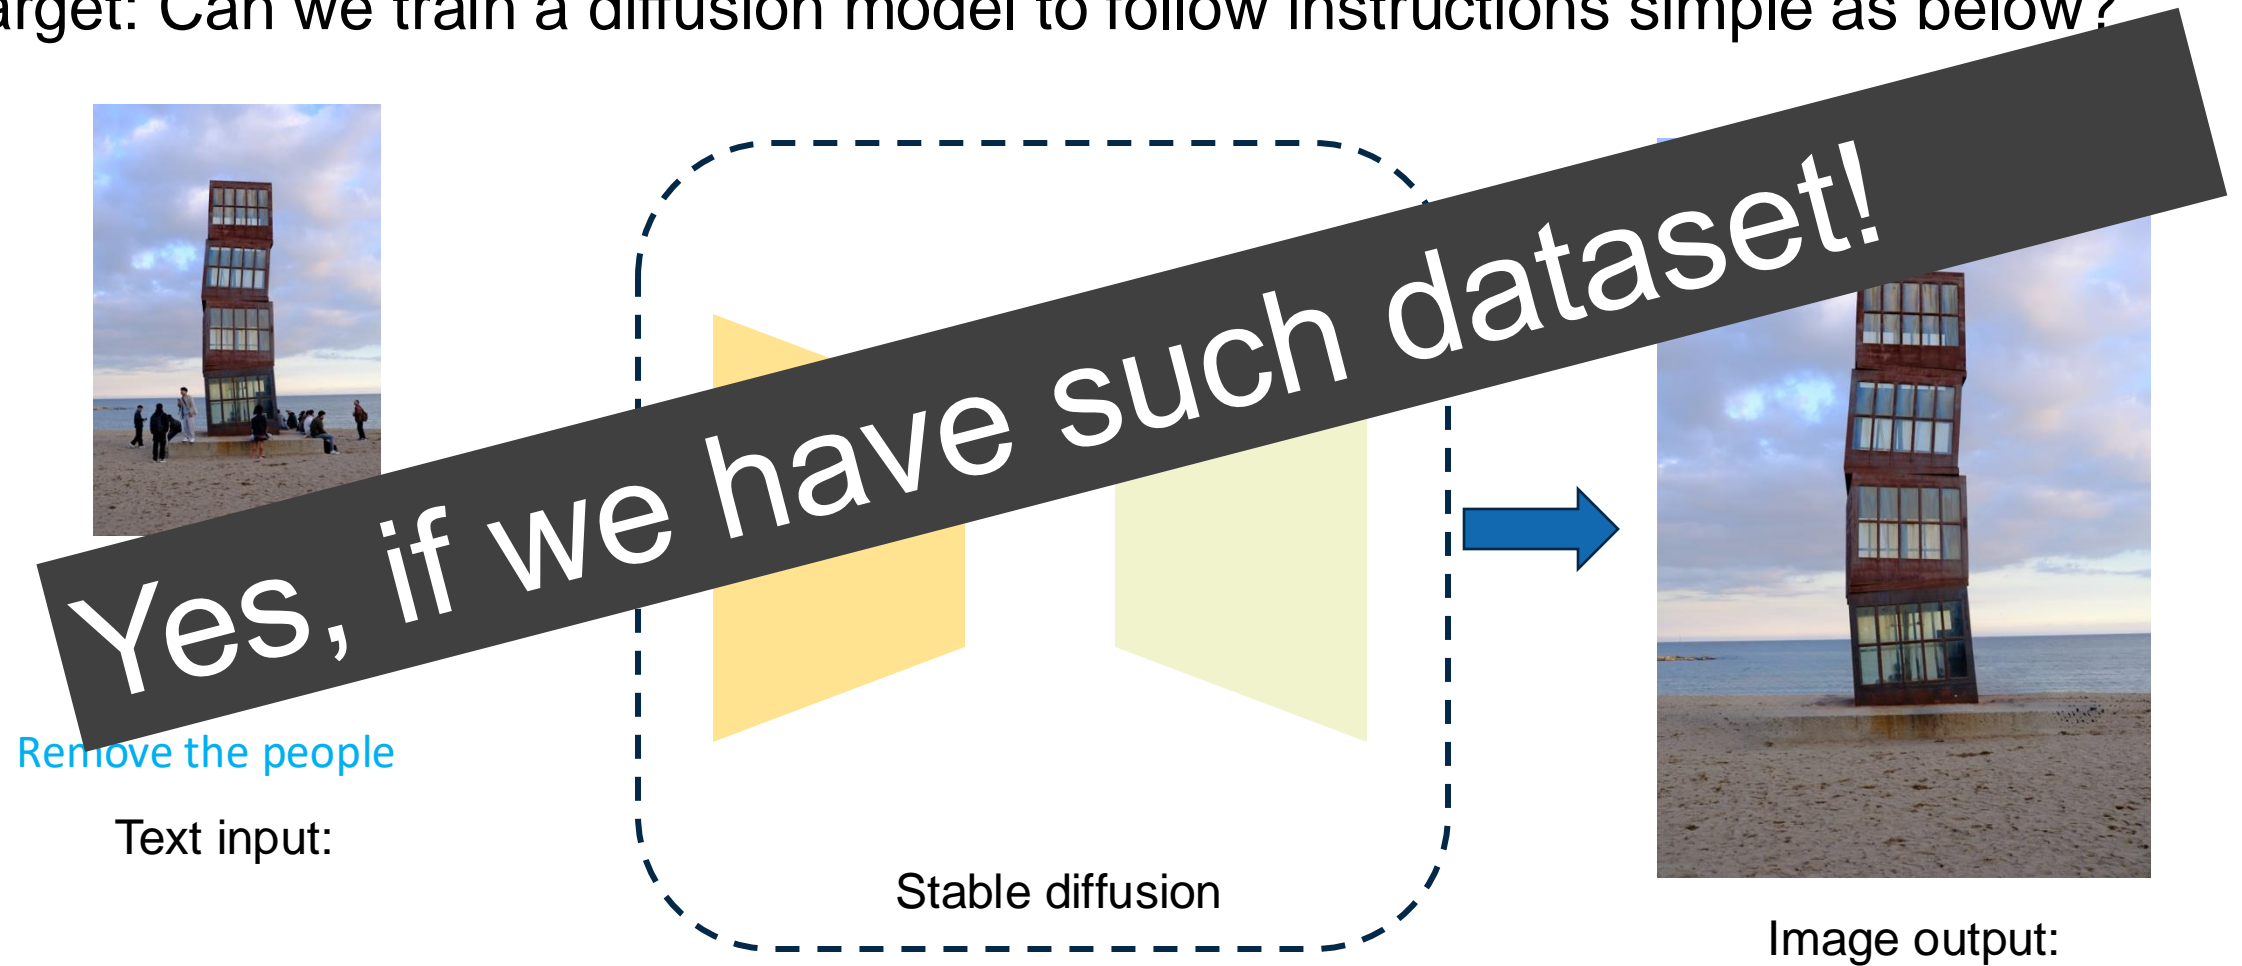 arget: Can we train a diffusion model to follow instructions simple as below?
Yes, if we have such dataset!
Remove the people
Text input:
Stable diffusion
Image output: